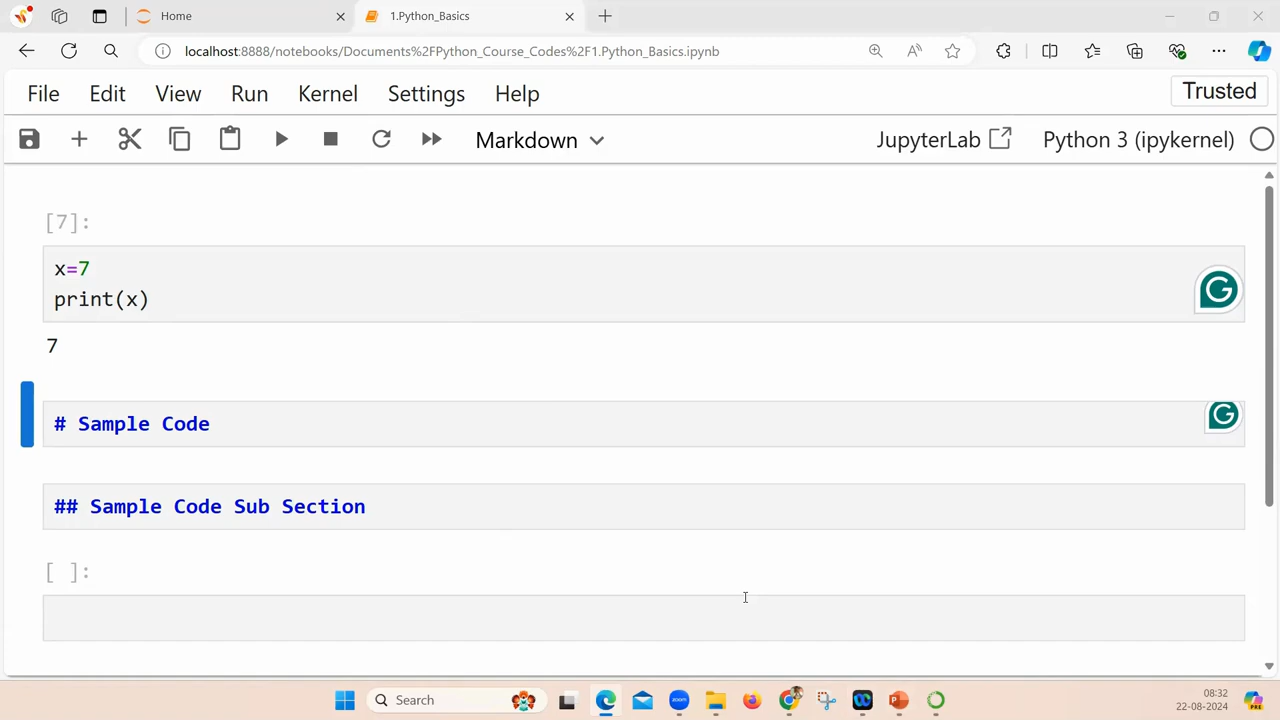 Home
1.Python_Basics
localhost:8888/notebooks/Documents%2FPython_Course_Codes%2F1.Python_Basics.ipynb
File Edit View Run Kernel Settings Help
Trusted
Markdown
JupyterLab
Python 3 (ipykernel)
[7]:
x=7
print(x)
7
# Sample Code
## Sample Code Sub Section
[ ]:
Search
zoom
08:32
22-08-2024